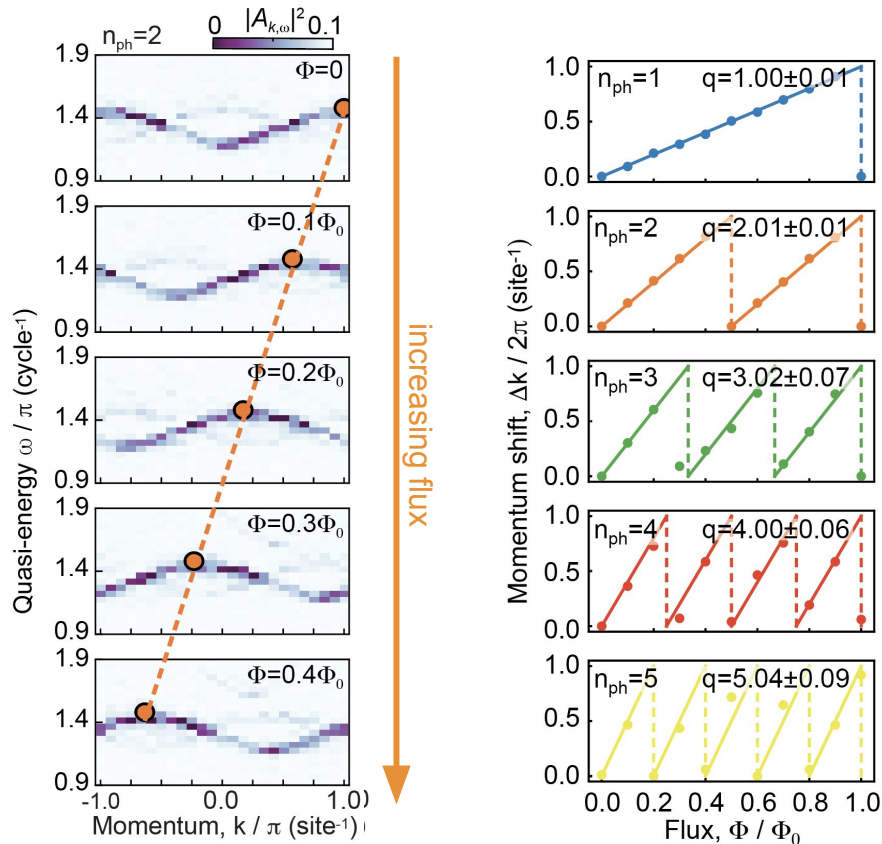 n_ph=2
0 |A_k,ω|² 0.1
Φ=0
1.9
1.4
0.9
Φ=0.1Φ₀
1.9
1.4
0.9
Φ=0.2Φ₀
1.9
1.4
0.9
Φ=0.3Φ₀
1.9
1.4
0.9
Φ=0.4Φ₀
1.9
1.4
0.9
-1.0 0.0 1.0)
Momentum, k / π (site⁻¹) (
Quasi-energy ω / π (cycle⁻¹)
increasing flux
n_ph=1 q=1.00±0.01
1.0
0.5
0.0
n_ph=2 q=2.01±0.01
1.0
0.5
0.0
n_ph=3 q=3.02±0.07
1.0
0.5
0.0
n_ph=4 q=4.00±0.06
1.0
0.5
0.0
n_ph=5 q=5.04±0.09
1.0
0.5
0.0
0.0 0.2 0.4 0.6 0.8 1.0
Flux, Φ / Φ₀
Momentum shift, Δk / 2π (site⁻¹)